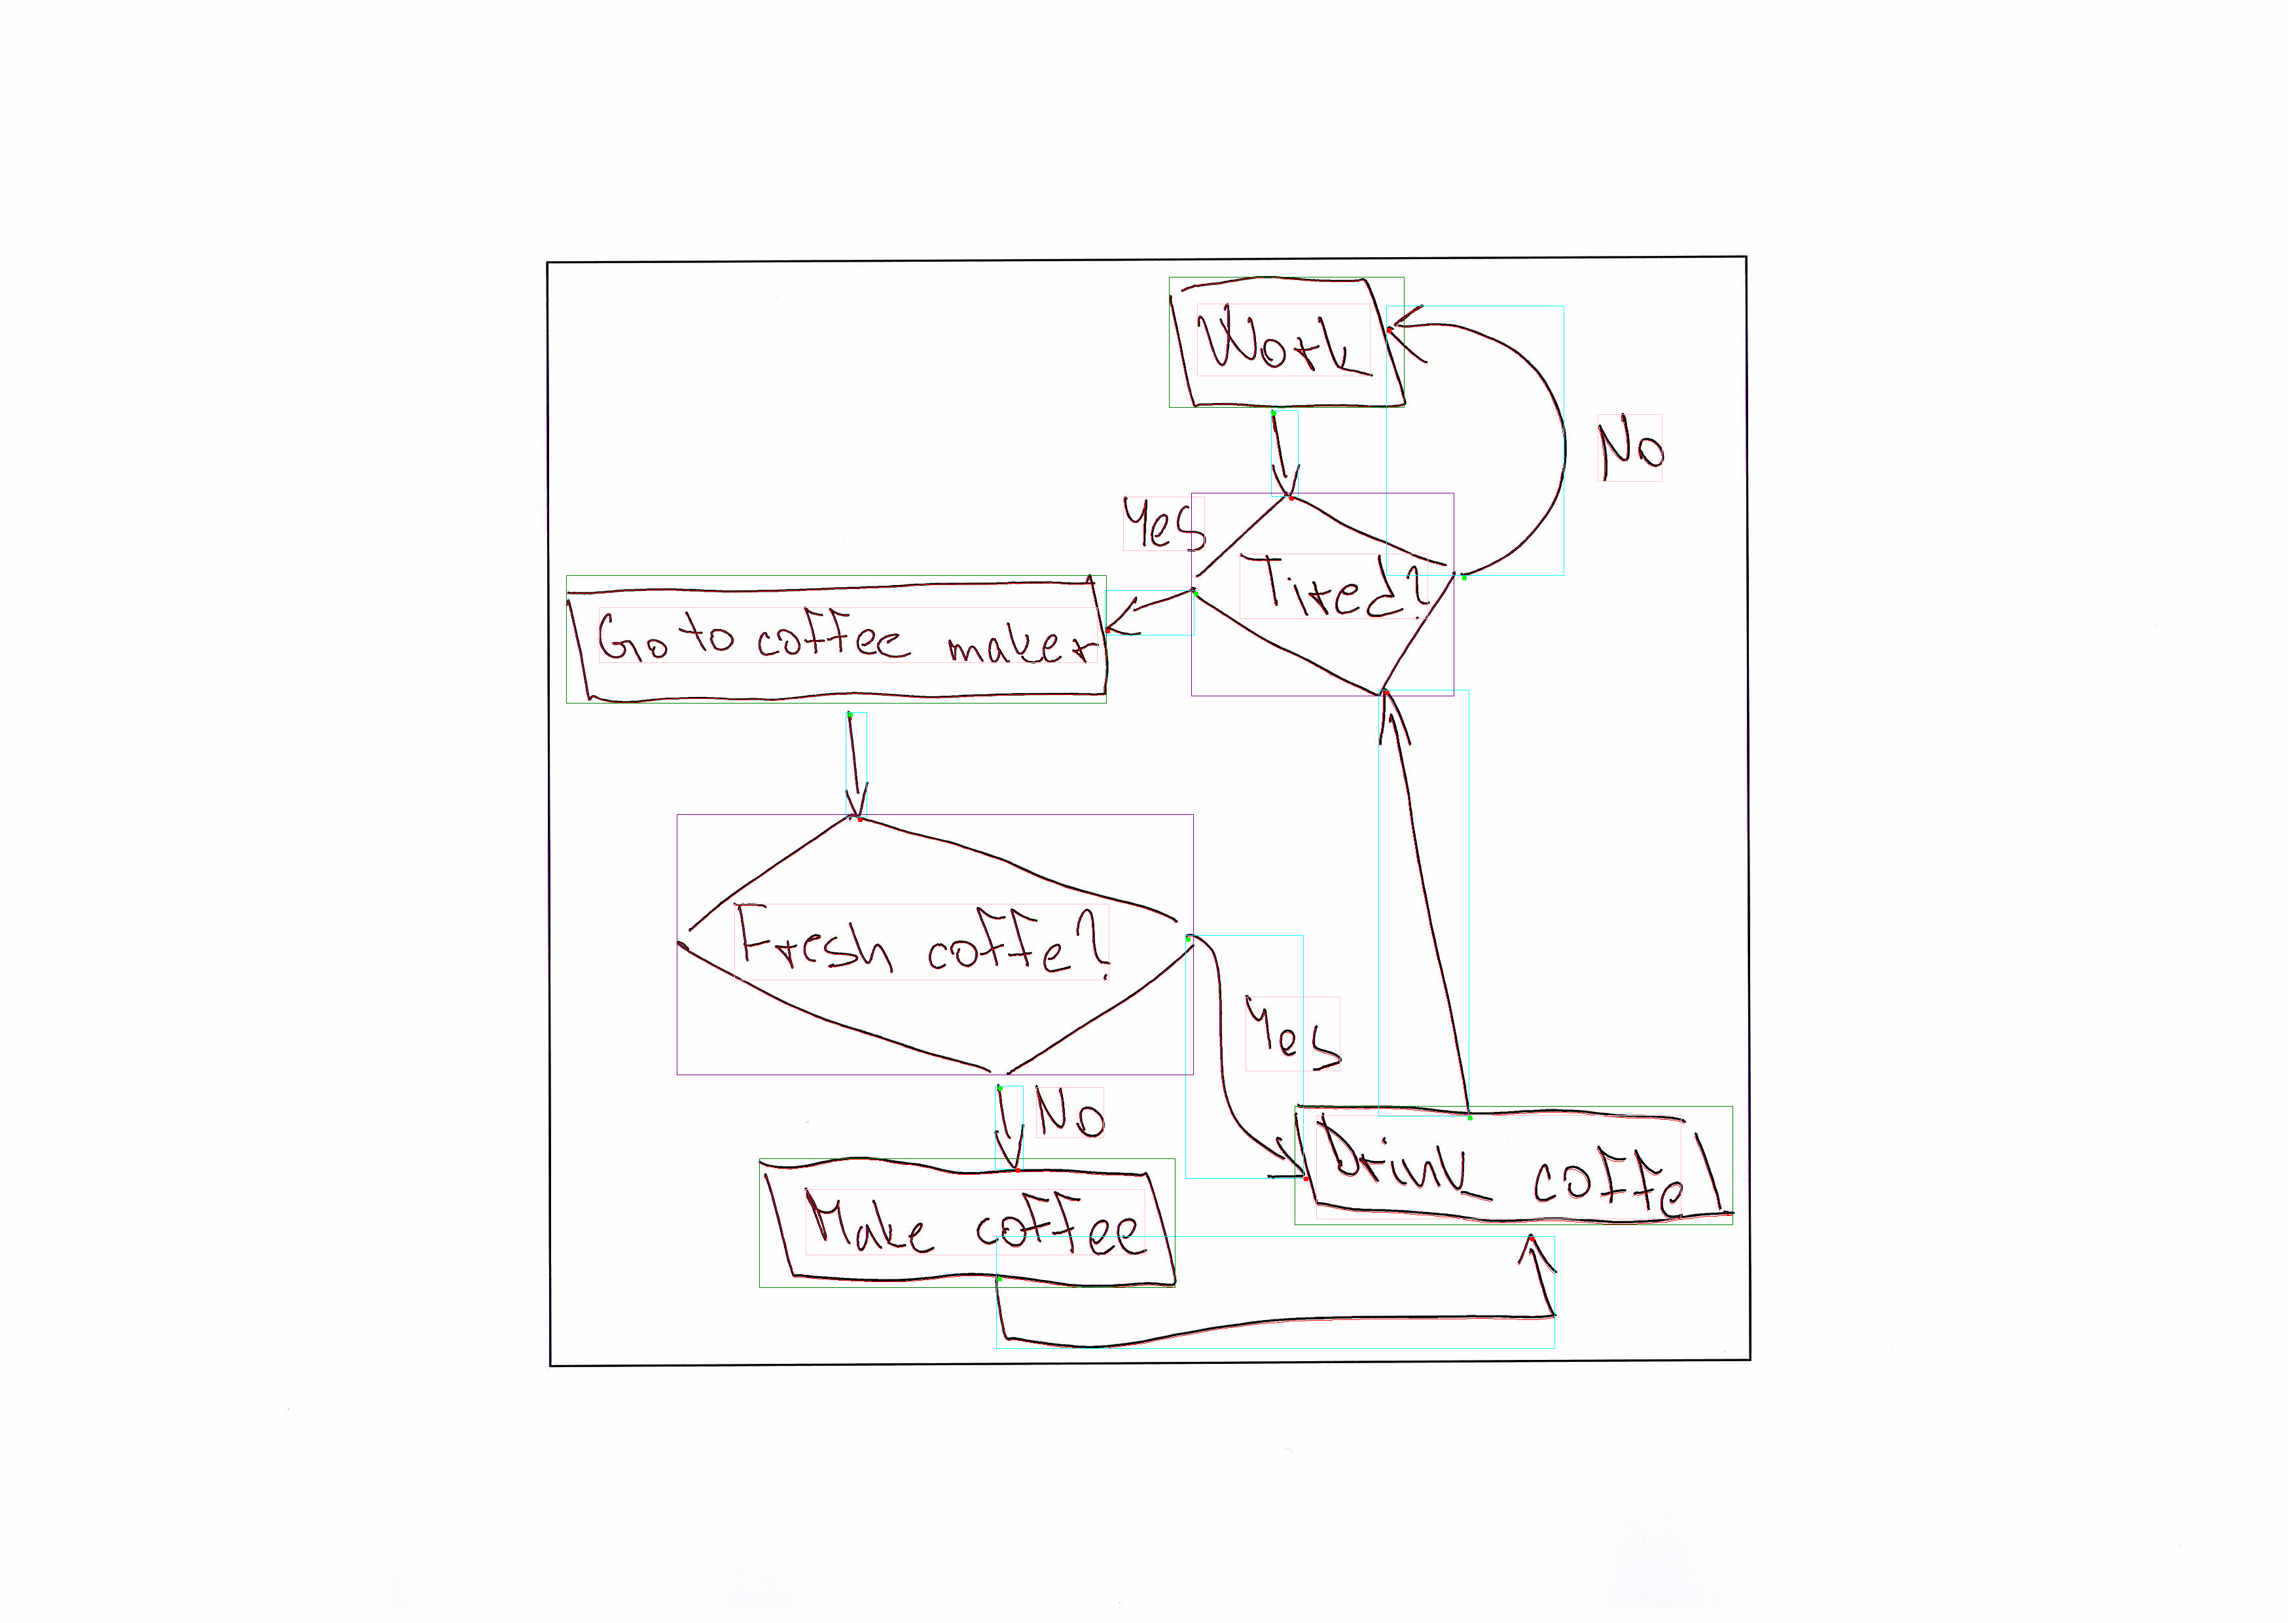 Work
No
Yes
Tired?
Go to coffee maker
Fresh coffe?
Yes
No
Drink coffe
Make coffee